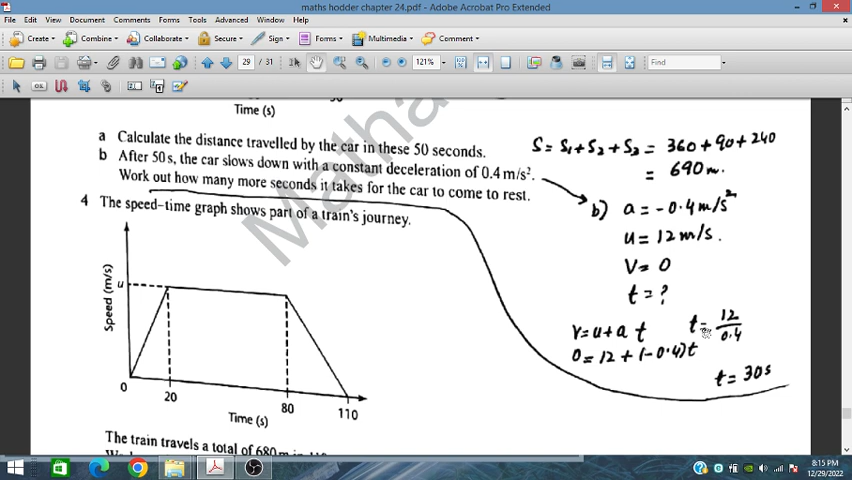 maths hodder chapter 24.pdf - Adobe Acrobat Pro Extended
File Edit View Document Comments Forms Tools Advanced Window Help
Create Combine Collaborate Secure Sign Forms Multimedia Comment
29 / 31 121% Find
Time (s)
a Calculate the distance travelled by the car in these 50 seconds.
b After 50 s, the car slows down with a constant deceleration of 0.4 m/s².
Work out how many more seconds it takes for the car to come to rest.
S = S₁ + S₂ + S₃ = 360 + 90 + 240
= 690 m.
b) a = -0.4 m/s²
u = 12 m/s.
V = 0
t = ?
v = u + a t
0 = 12 + (-0.4)t
t = 12/0.4
t = 30 s
4 The speed–time graph shows part of a train's journey.
Speed (m/s)
u
0
20
80
110
Time (s)
The train travels a total of 680 m in 110
8:15 PM
12/29/2022